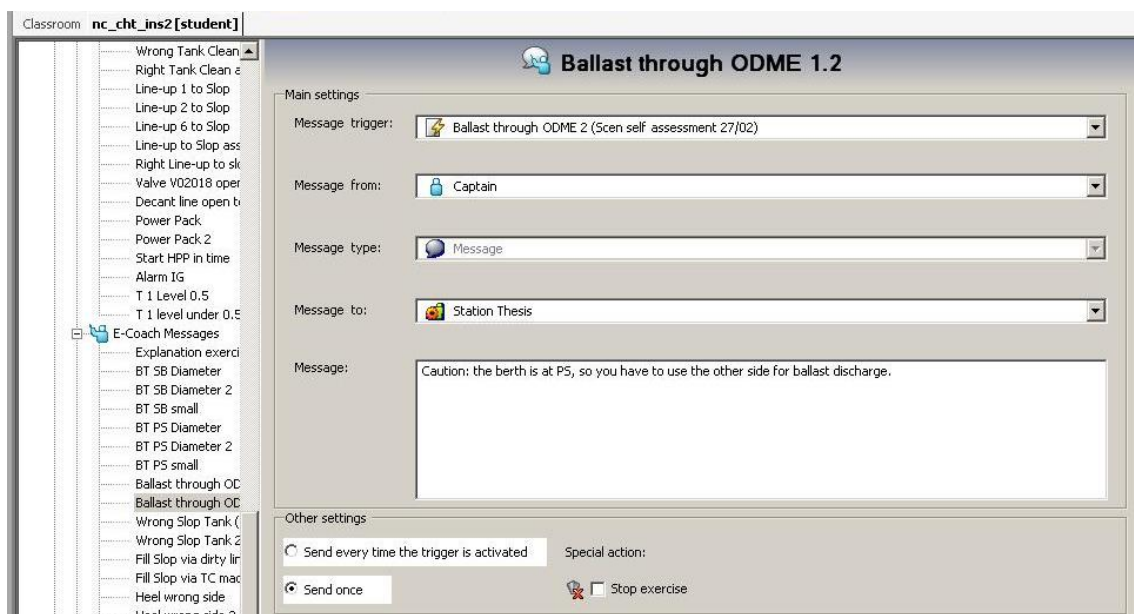 Classroom nc_cht_ins2 [student]
Wrong Tank Clean
Right Tank Clean a
Line-up 1 to Slop
Line-up 2 to Slop
Line-up 6 to Slop
Line-up to Slop ass
Right Line-up to slo
Valve V02018 oper
Decant line open to
Power Pack
Power Pack 2
Start HPP in time
Alarm IG
T 1 Level 0.5
T 1 level under 0.5
E-Coach Messages
Explanation exerci
BT SB Diameter
BT SB Diameter 2
BT SB small
BT PS Diameter
BT PS Diameter 2
BT PS small
Ballast through OD
Ballast through OD
Wrong Slop Tank (
Wrong Slop Tank 2
Fill Slop via dirty lin
Fill Slop via TC mac
Heel wrong side
Ballast through ODME 1.2
Main settings
Message trigger: Ballast through ODME 2 (Scen self assessment 27/02)
Message from: Captain
Message type: Message
Message to: Station Thesis
Message: Caution: the berth is at PS, so you have to use the other side for ballast discharge.
Other settings
Send every time the trigger is activated Special action:
Send once Stop exercise